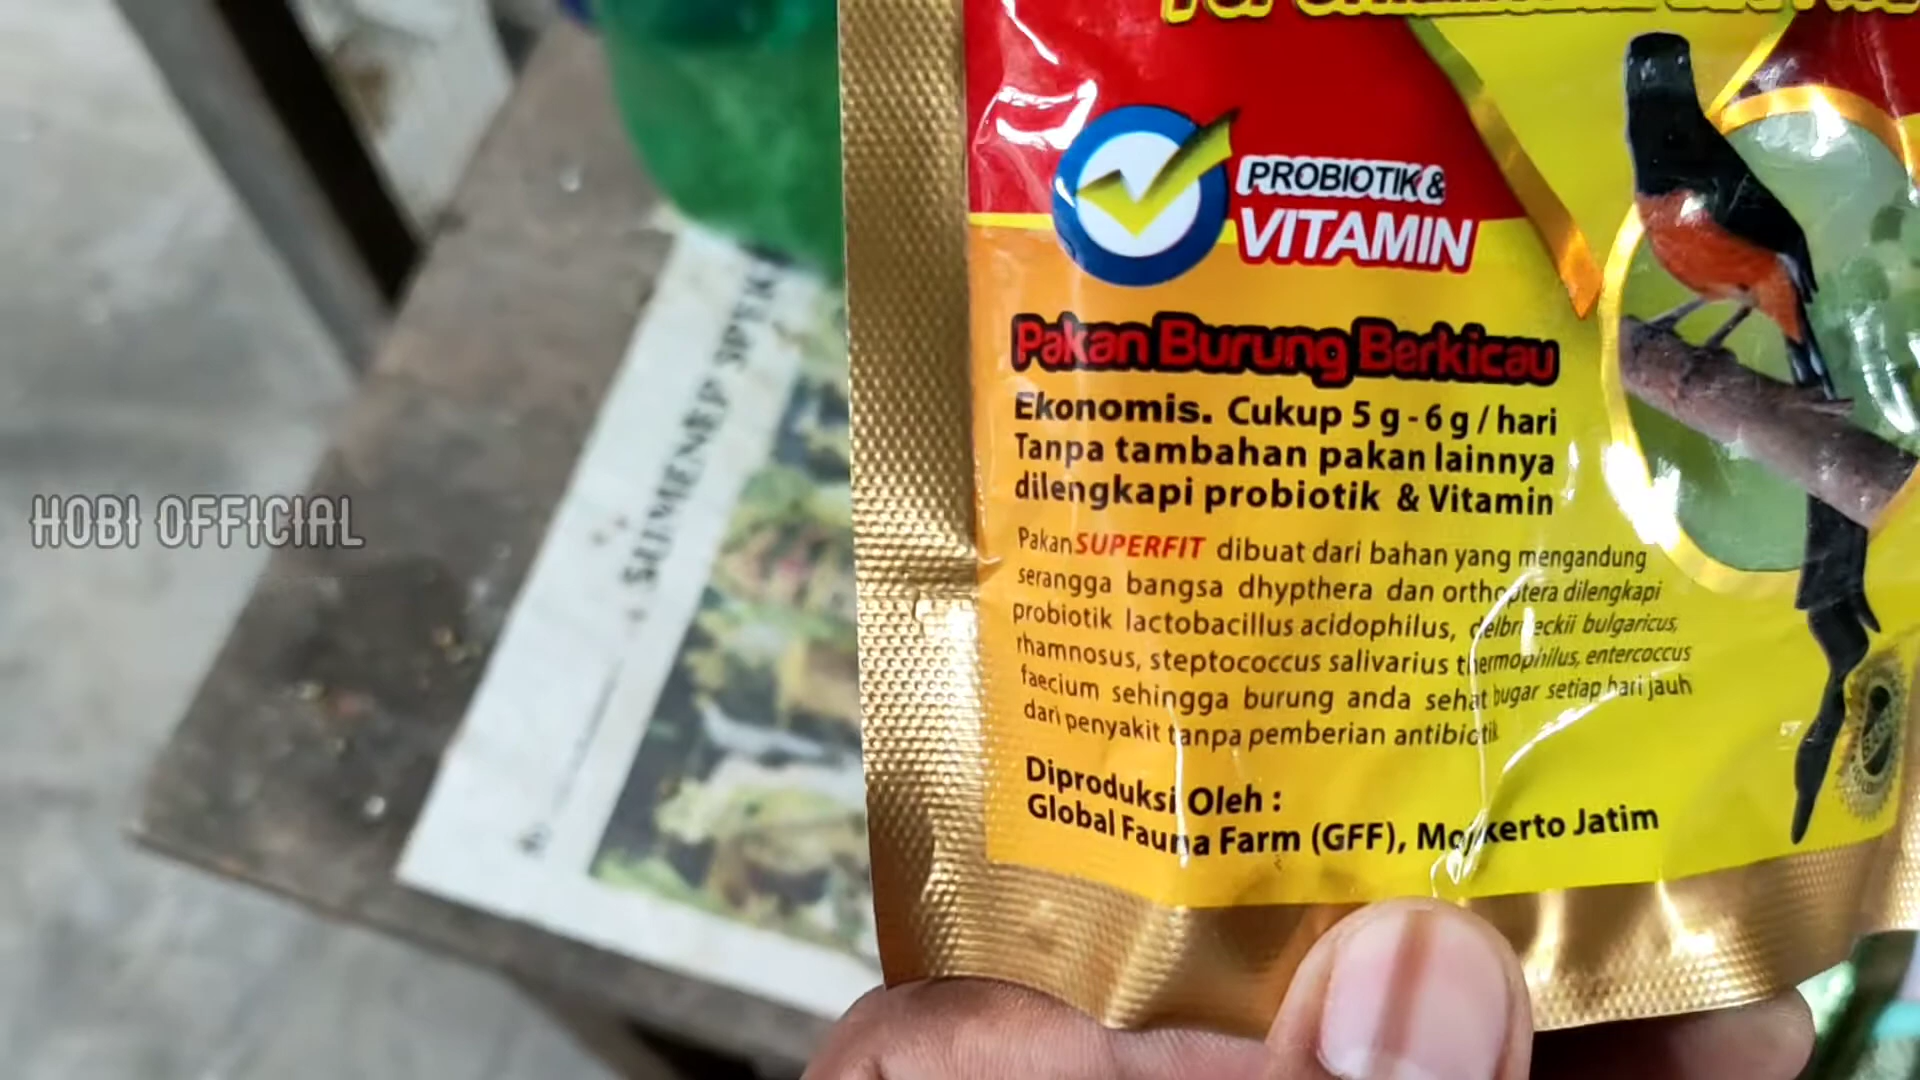 PROBIOTIK &
VITAMIN
Pakan Burung Berkicau
Ekonomis. Cukup 5 g - 6 g / hari
Tanpa tambahan pakan lainnya
dilengkapi probiotik & Vitamin
Pakan SUPERFIT dibuat dari bahan yang mengandung
serangga bangsa dhypthera dan orthoptera dilengkapi
probiotik lactobacillus acidophilus, delbrueckii bulgaricus,
rhamnosus, steptococcus salivarius thermophilus, entercoccus
faecium sehingga burung anda sehat bugar setiap hari jauh
dari penyakit tanpa pemberian antibiotik
Diproduksi Oleh :
Global Fauna Farm (GFF), Mojokerto Jatim
SUMENEP
HOBI OFFICIAL